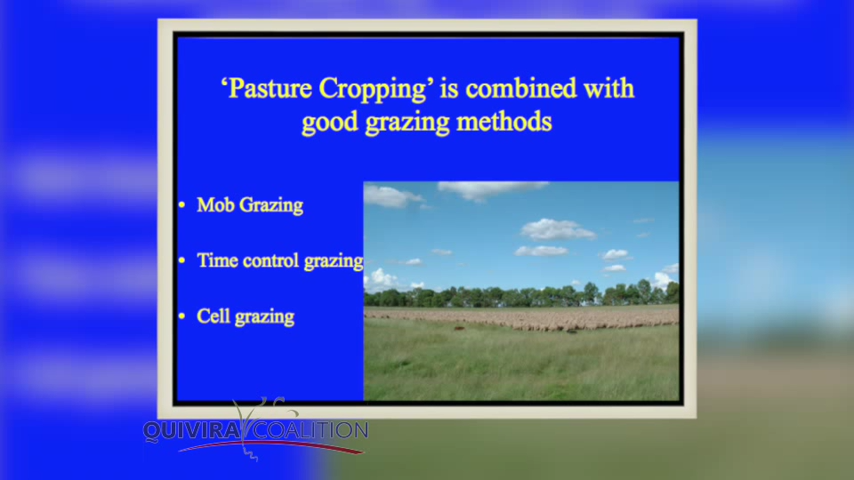 ‘Pasture Cropping’ is combined with
good grazing methods
• Mob Grazing
• Time control grazing
• Cell grazing
QUIVIRA COALITION